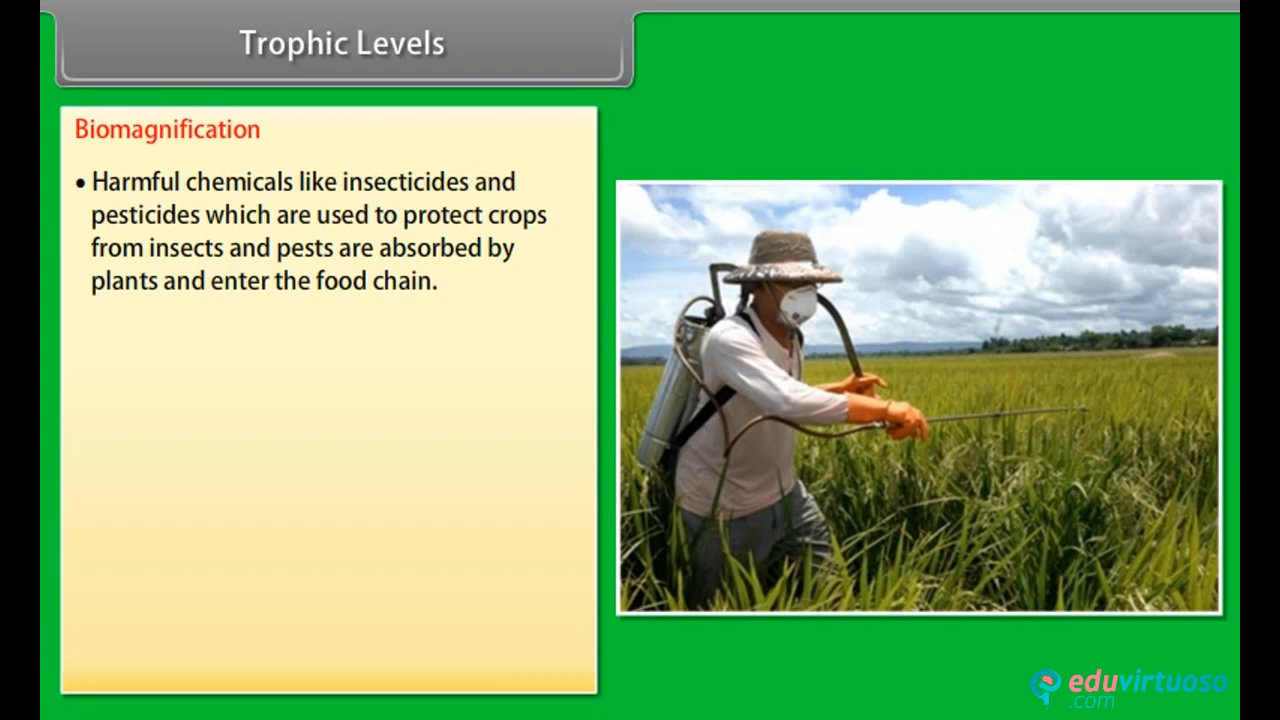 Trophic Levels
Biomagnification
• Harmful chemicals like insecticides and
pesticides which are used to protect crops
from insects and pests are absorbed by
plants and enter the food chain.
eduvirtuoso
.com